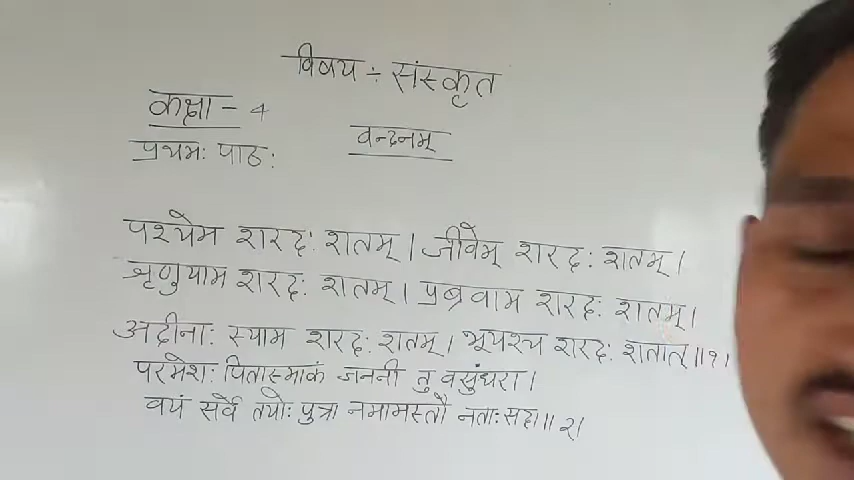 विषय ÷ संस्कृत
कक्षा - 4
वन्दनम्
प्रथमः पाठः
पश्येम शरदः शतम्। जीवेम् शरदः शतम्।
श्रृणुयाम शरदः शतम्। प्रब्रवाम शरदः शतम्।
अदीनाः स्याम शरदः शतम्। भूयश्च शरदः शतात्॥१।
परमेशः पितास्माकं जननी तु वसुंधरा।
वयं सर्वे तयोः पुत्रा नमामस्तौ नताः सदा॥ २।